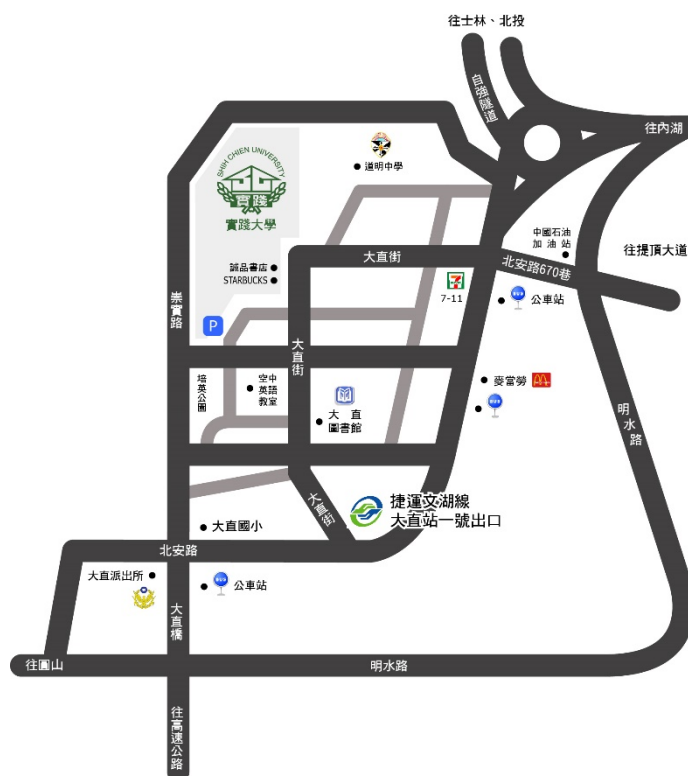 往士林、北投
自強隧道
往內湖
SHIH CHIEN UNIVERSITY
實踐
實踐大學
道明中學
中國石油
加油站
往提頂大道
大直街
北安路670巷
誠品書店
STARBUCKS
7
7-11
公車站
崇實路
P
大直街
培英公園
空中
英語
教室
大直
圖書館
麥當勞
明水路
捷運文湖線
大直站一號出口
大直街
大直國小
北安路
大直派出所
公車站
大直橋
往圓山
明水路
往高速公路